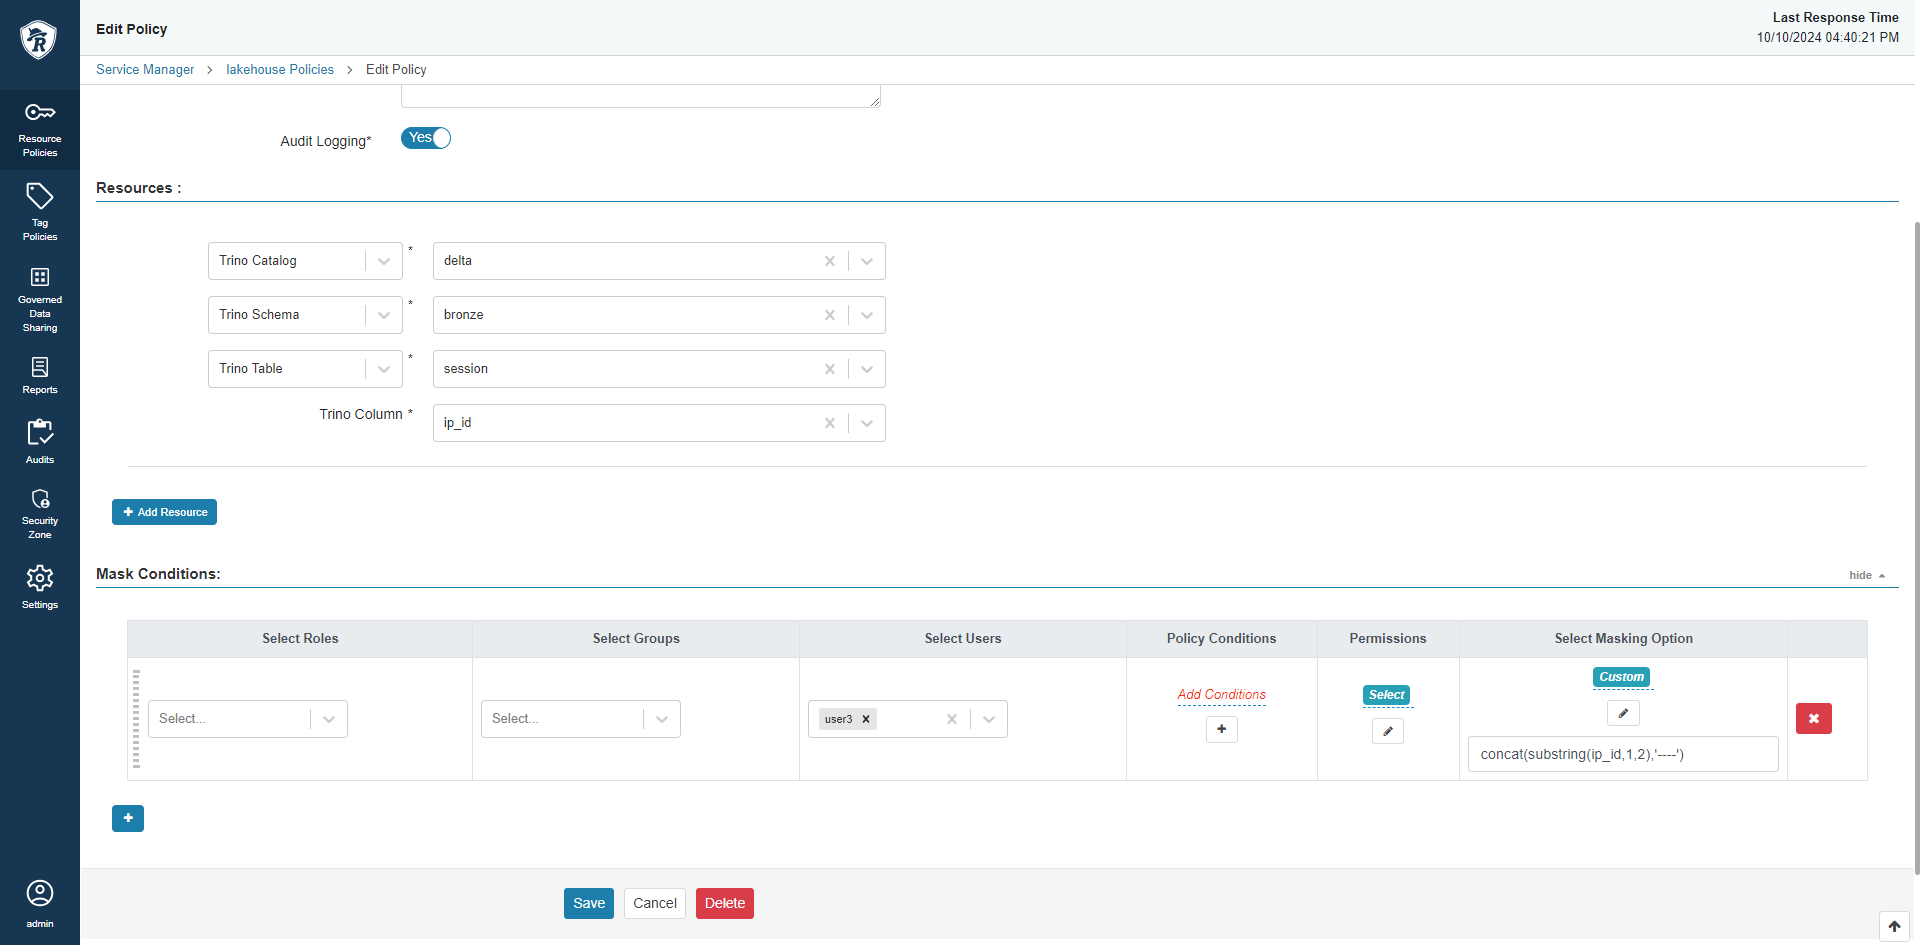 R
Edit Policy
Last Response Time
10/10/2024 04:40:21 PM
Service Manager > lakehouse Policies > Edit Policy
Resource
Policies
Tag
Policies
Governed
Data
Sharing
Reports
Audits
Security
Zone
Settings
admin
Audit Logging* Yes
Resources :
Trino Catalog * delta
Trino Schema * bronze
Trino Table * session
Trino Column * ip_id
+ Add Resource
Mask Conditions:
hide
Select Roles Select Groups Select Users Policy Conditions Permissions Select Masking Option
Select... Select... user3 Add Conditions Select Custom
concat(substring(ip_id,1,2),'----')
+
Save Cancel Delete